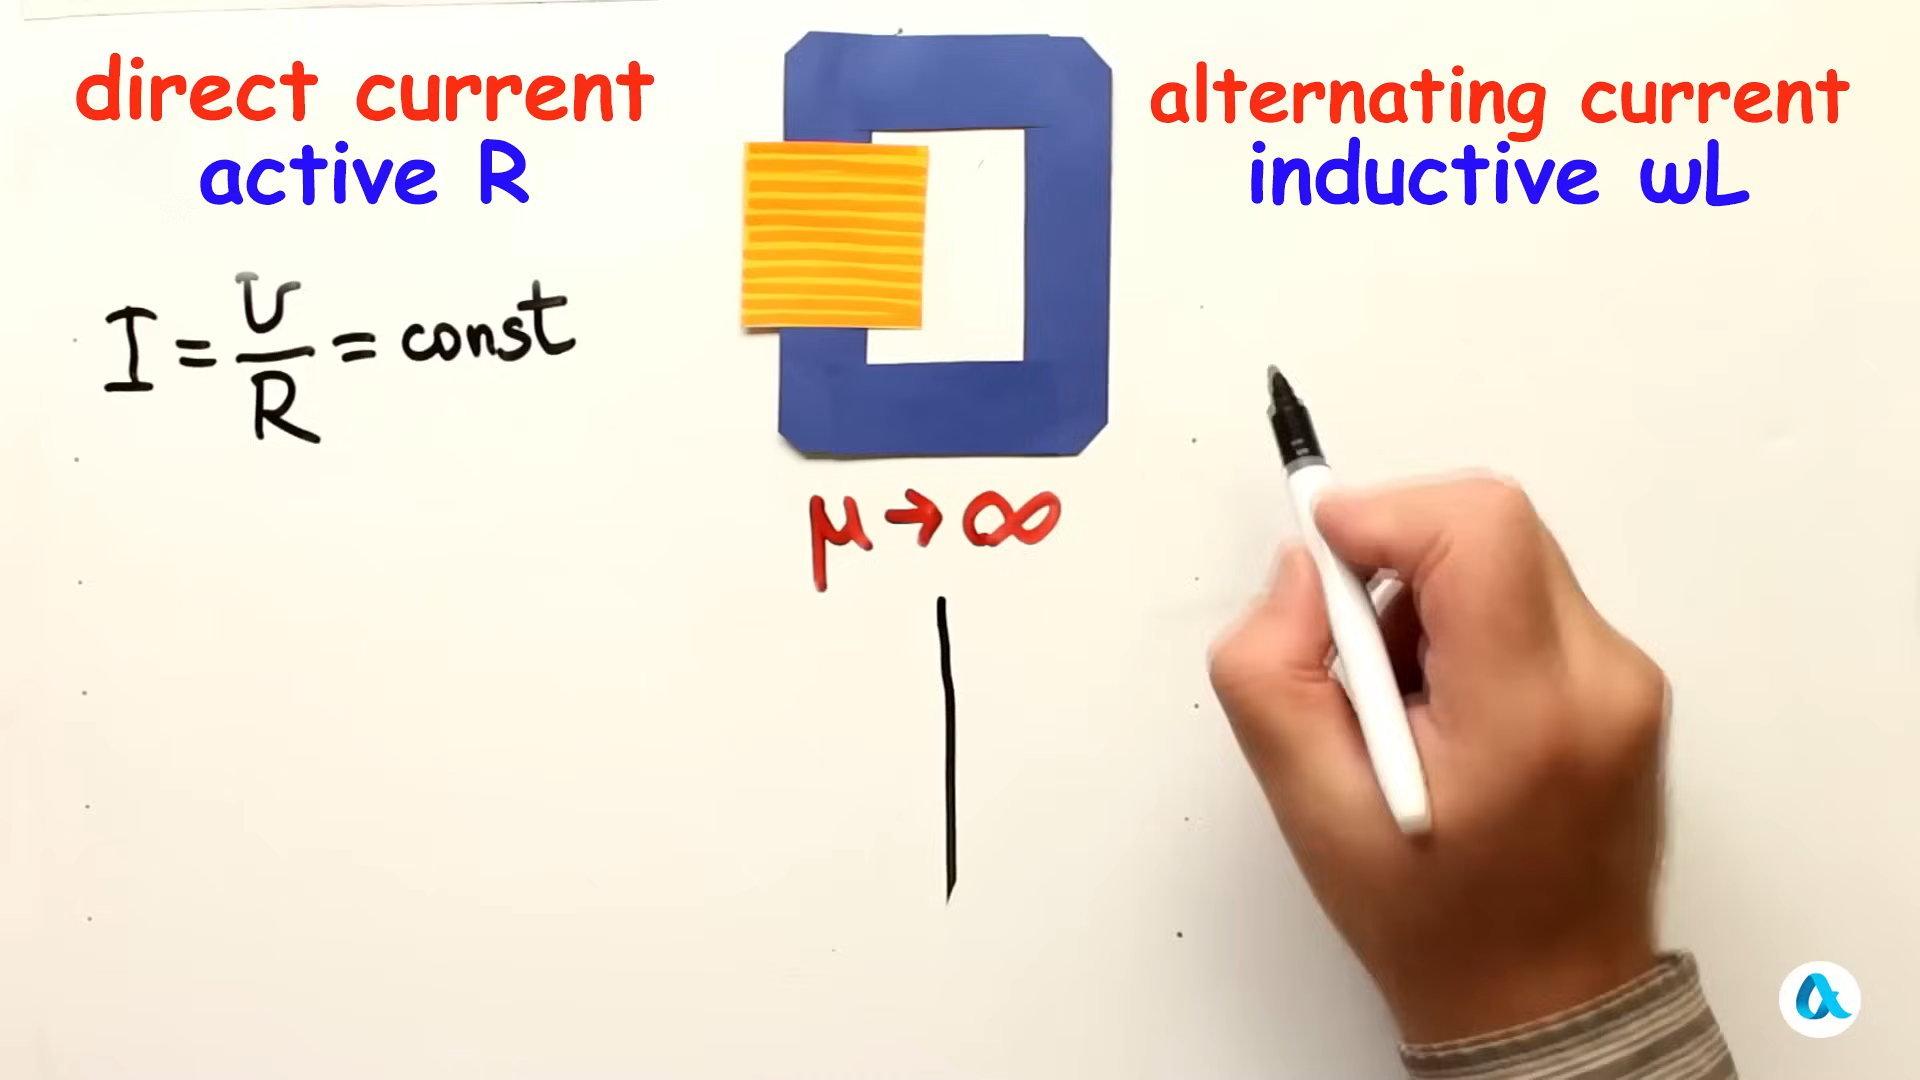 direct current
active R
I = U/R = const
μ → ∞
alternating current
inductive ωL